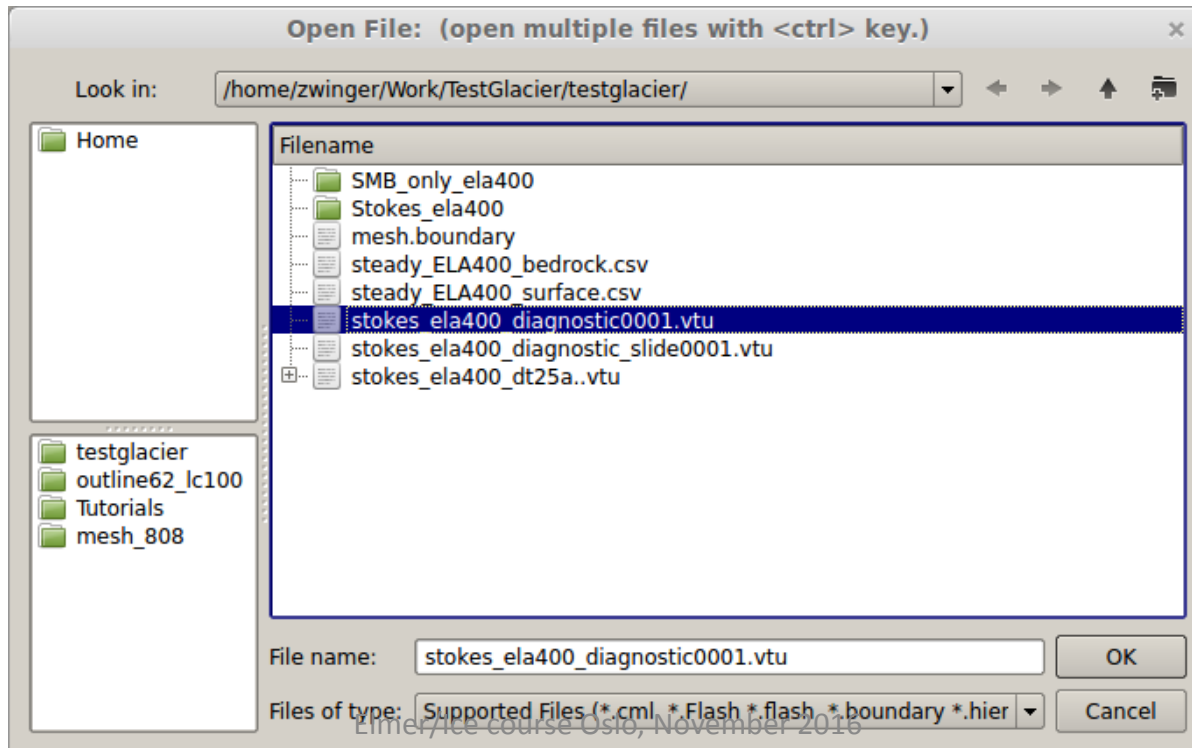 Open File: (open multiple files with <ctrl> key.)
Look in: /home/zwinger/Work/TestGlacier/testglacier/
Home
Filename
SMB_only_ela400
Stokes_ela400
mesh.boundary
steady_ELA400_bedrock.csv
steady_ELA400_surface.csv
stokes_ela400_diagnostic0001.vtu
stokes_ela400_diagnostic_slide0001.vtu
stokes_ela400_dt25a..vtu
testglacier
outline62_lc100
Tutorials
mesh_808
File name: stokes_ela400_diagnostic0001.vtu OK
Files of type: Supported Files (*.cml *.Flash *.flash *.boundary *.hier Cancel
Elmer/Ice course Oslo, November 2016